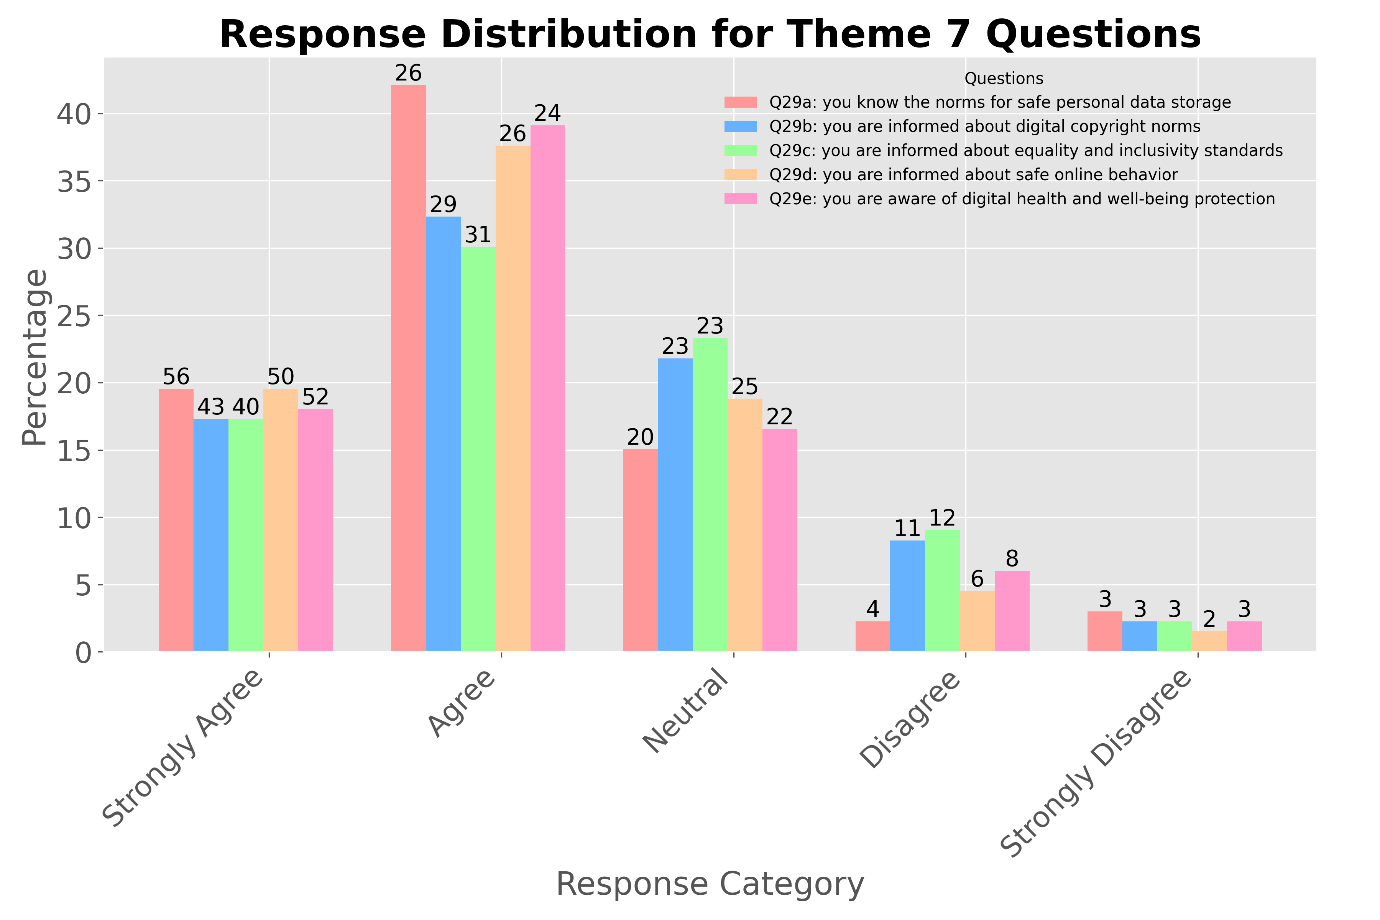 Response Distribution for Theme 7 Questions
Questions
Q29a: you know the norms for safe personal data storage
Q29b: you are informed about digital copyright norms
Q29c: you are informed about equality and inclusivity standards
Q29d: you are informed about safe online behavior
Q29e: you are aware of digital health and well-being protection
Percentage
40
35
30
25
20
15
10
5
0
56 43 40 50 52
26 29 31 26 24
20 23 23 25 22
4 11 12 6 8
3 3 3 2 3
Strongly Agree
Agree
Neutral
Disagree
Strongly Disagree
Response Category